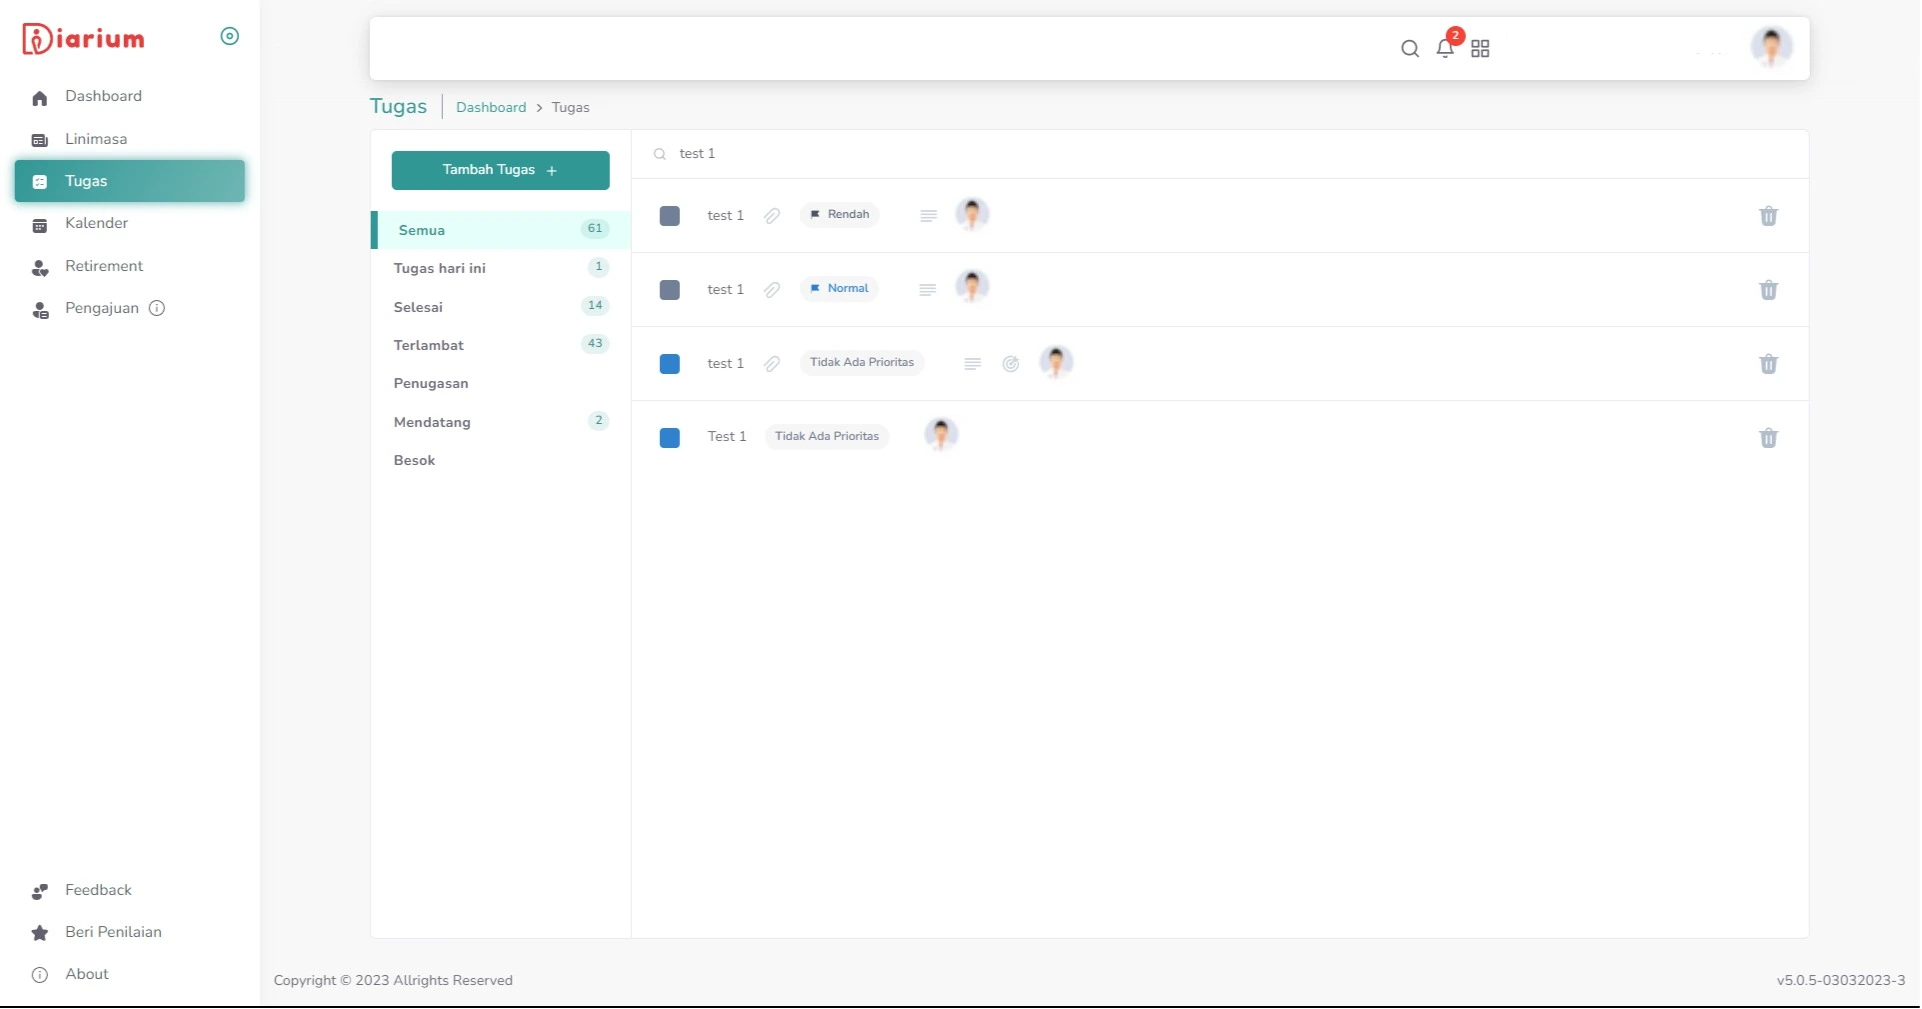 Diarium
Dashboard
Linimasa
Tugas
Kalender
Retirement
Pengajuan
Feedback
Beri Penilaian
About
2
Tugas
Dashboard > Tugas
Tambah Tugas +
Semua 61
Tugas hari ini 1
Selesai 14
Terlambat 43
Penugasan
Mendatang 2
Besok
test 1
test 1 Rendah
test 1 Normal
test 1 Tidak Ada Prioritas
Test 1 Tidak Ada Prioritas
Copyright © 2023 Allrights Reserved
v5.0.5-03032023-3